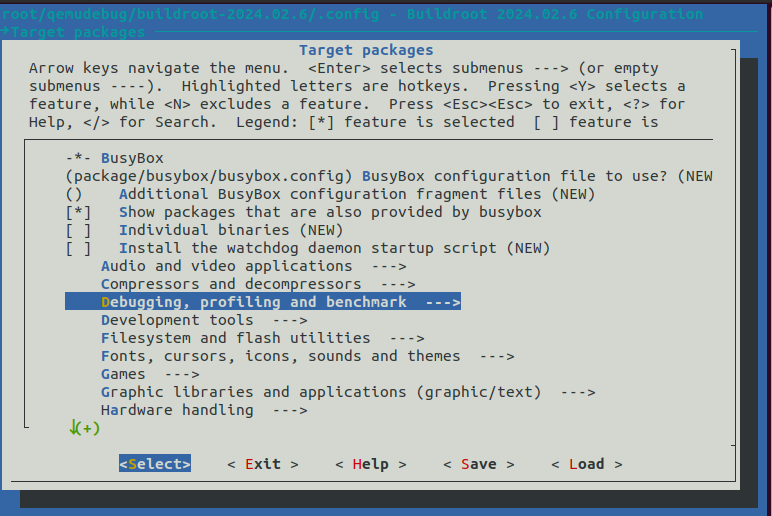 root/qemudebug/buildroot-2024.02.6/.config - Buildroot 2024.02.6 Configuration
→Target packages
Target packages
Arrow keys navigate the menu.  <Enter> selects submenus ---> (or empty
submenus ----).  Highlighted letters are hotkeys.  Pressing <Y> selects a
feature, while <N> excludes a feature.  Press <Esc><Esc> to exit, <?> for
Help, </> for Search.  Legend: [*] feature is selected  [ ] feature is
-*- BusyBox
(package/busybox/busybox.config) BusyBox configuration file to use? (NEW
()    Additional BusyBox configuration fragment files (NEW)
[*]   Show packages that are also provided by busybox
[ ]   Individual binaries (NEW)
[ ]   Install the watchdog daemon startup script (NEW)
Audio and video applications  --->
Compressors and decompressors  --->
Debugging, profiling and benchmark  --->
Development tools  --->
Filesystem and flash utilities  --->
Fonts, cursors, icons, sounds and themes  --->
Games  --->
Graphic libraries and applications (graphic/text)  --->
Hardware handling  --->
↓(+)
<Select>    < Exit >    < Help >    < Save >    < Load >